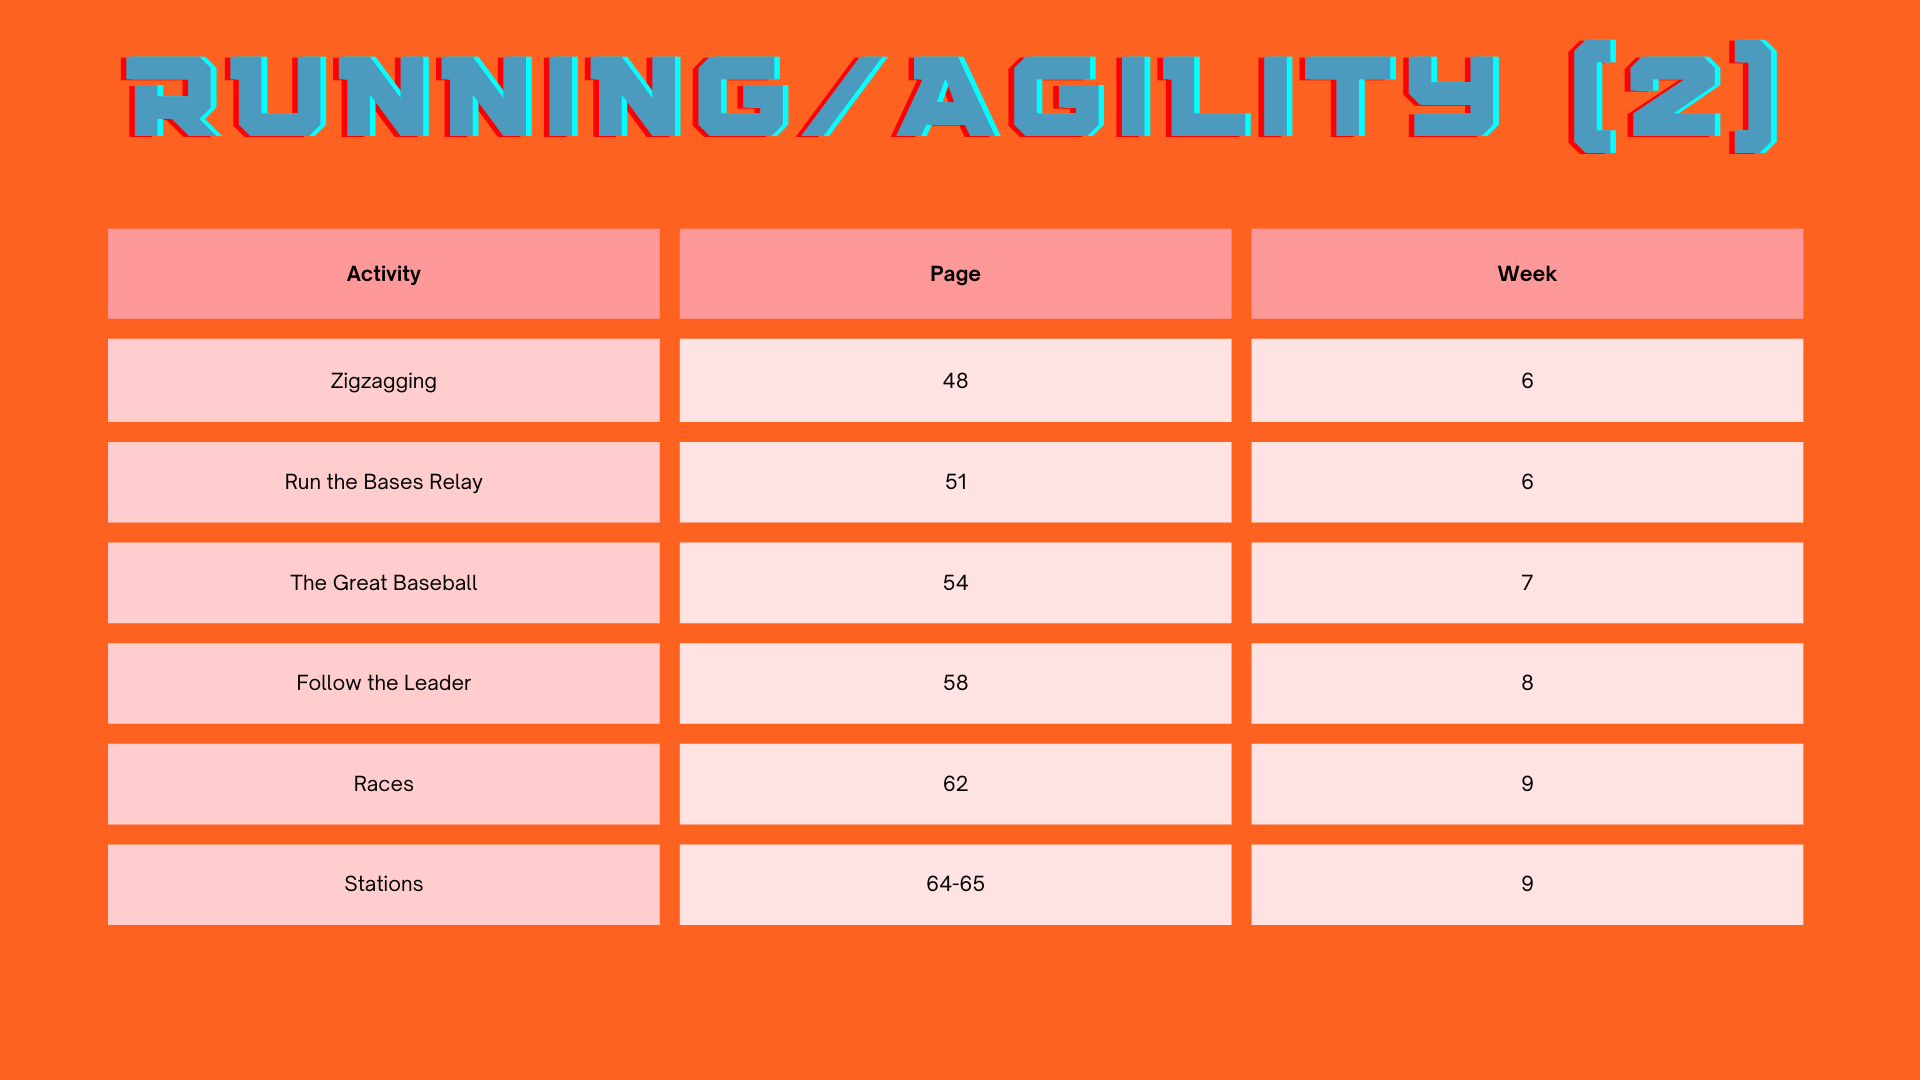 RUNNING/AGILITY (2)
Activity Page Week
Zigzagging 48 6
Run the Bases Relay 51 6
The Great Baseball 54 7
Follow the Leader 58 8
Races 62 9
Stations 64-65 9